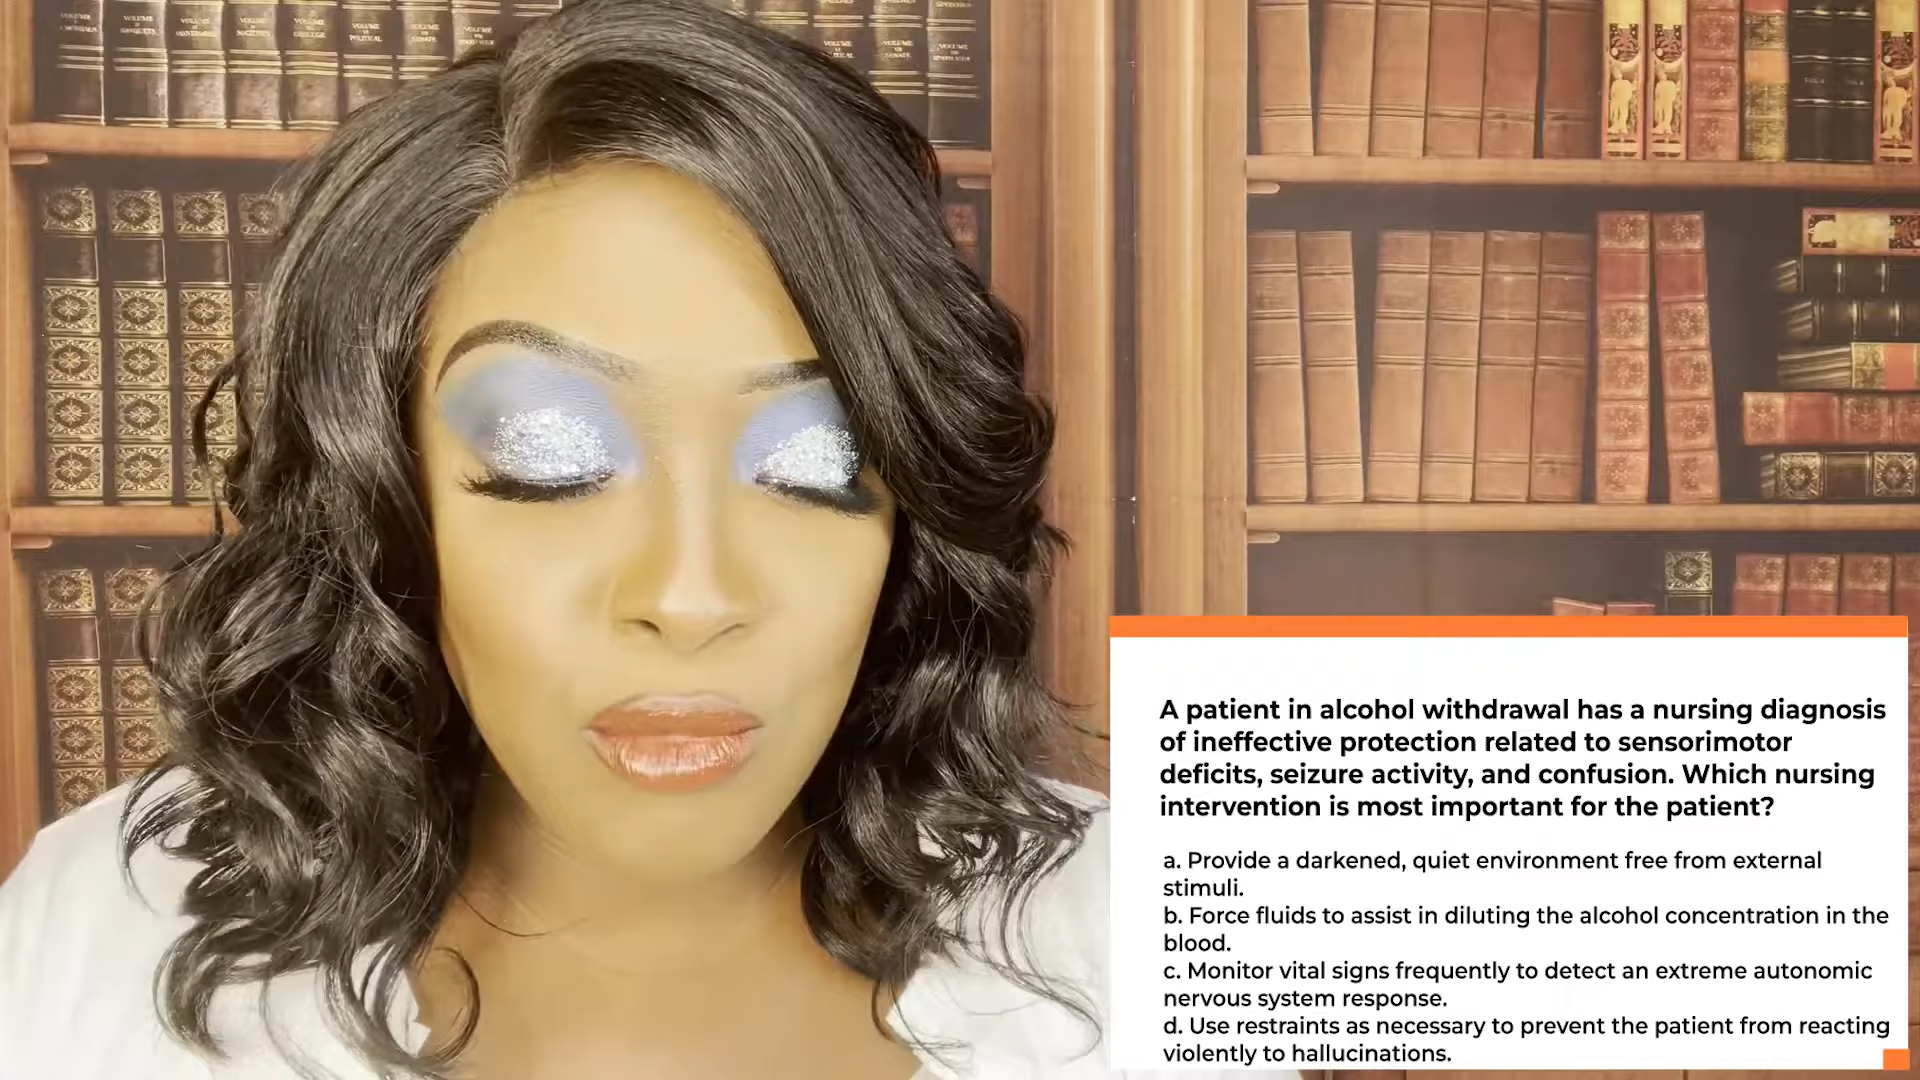 A patient in alcohol withdrawal has a nursing diagnosis
of ineffective protection related to sensorimotor
deficits, seizure activity, and confusion. Which nursing
intervention is most important for the patient?
a. Provide a darkened, quiet environment free from external
stimuli.
b. Force fluids to assist in diluting the alcohol concentration in the
blood.
c. Monitor vital signs frequently to detect an extreme autonomic
nervous system response.
d. Use restraints as necessary to prevent the patient from reacting
violently to hallucinations.